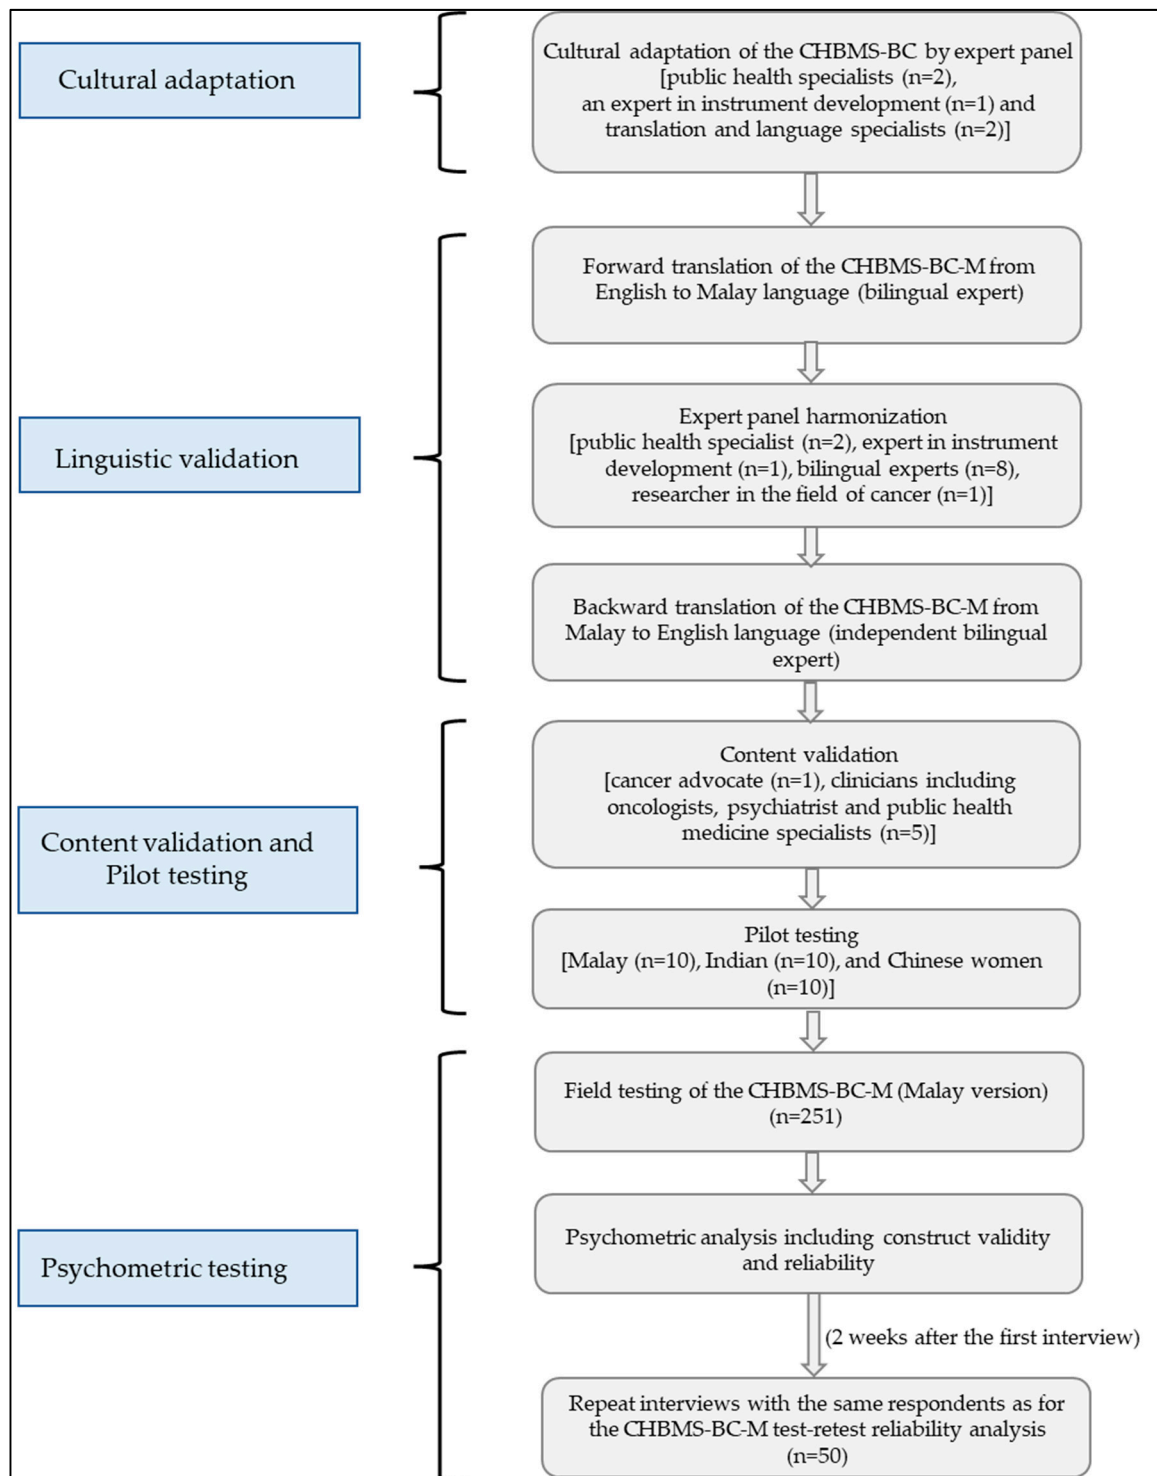 Cultural adaptation
Cultural adaptation of the CHBMS-BC by expert panel
[public health specialists (n=2),
an expert in instrument development (n=1) and
translation and language specialists (n=2)]
Linguistic validation
Forward translation of the CHBMS-BC-M from
English to Malay language (bilingual expert)
Expert panel harmonization
[public health specialist (n=2), expert in instrument
development (n=1), bilingual experts (n=8),
researcher in the field of cancer (n=1)]
Backward translation of the CHBMS-BC-M from
Malay to English language (independent bilingual
expert)
Content validation and
Pilot testing
Content validation
[cancer advocate (n=1), clinicians including
oncologists, psychiatrist and public health
medicine specialists (n=5)]
Pilot testing
[Malay (n=10), Indian (n=10), and Chinese women
(n=10)]
Psychometric testing
Field testing of the CHBMS-BC-M (Malay version)
(n=251)
Psychometric analysis including construct validity
and reliability
(2 weeks after the first interview)
Repeat interviews with the same respondents as for
the CHBMS-BC-M test-retest reliability analysis
(n=50)